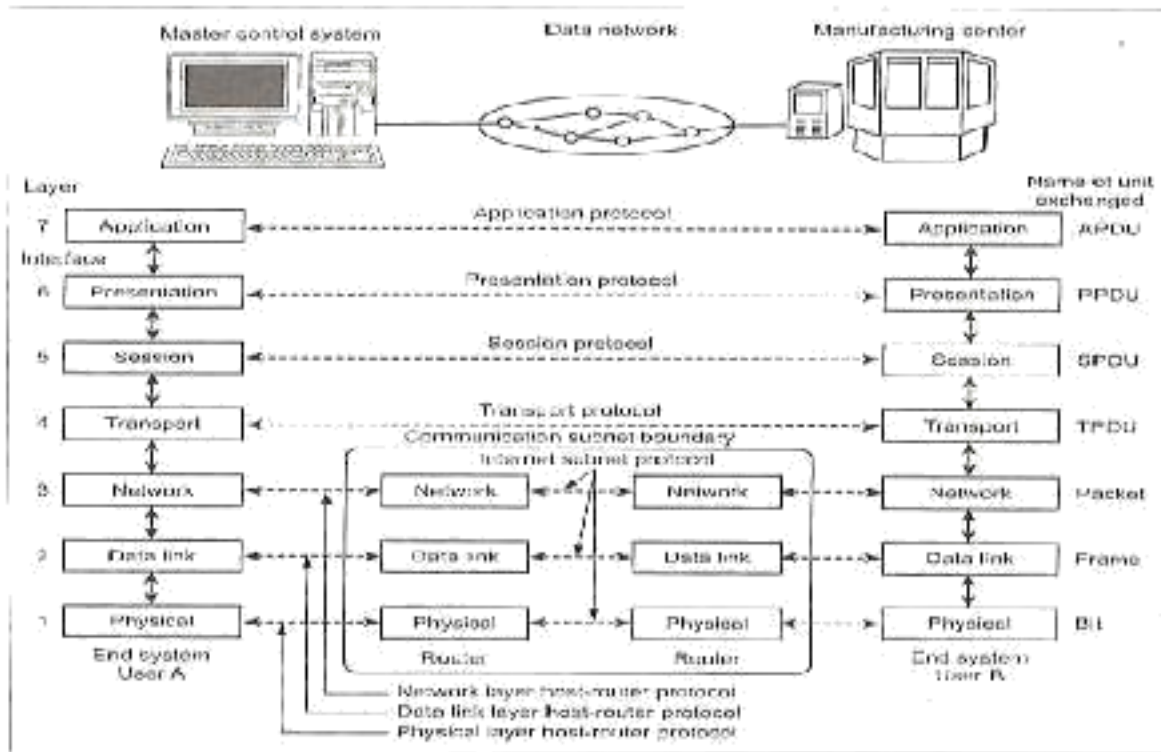 Master control system
Data network
Manufacturing center
Layer
Name of unit
exchanged
7
Application
Application protocol
Application
APDU
Interface
6
Presentation
Presentation protocol
Presentation
PPDU
5
Session
Session protocol
Session
SPDU
4
Transport
Transport protocol
Transport
TPDU
Communication subnet boundary
Internet subnet protocol
3
Network
Network
Network
Network
Packet
2
Data link
Data link
Data link
Data link
Frame
1
Physical
Physical
Physical
Physical
Bit
End system
User A
Router
Router
End system
User B
Network layer host-router protocol
Data link layer host-router protocol
Physical layer host-router protocol